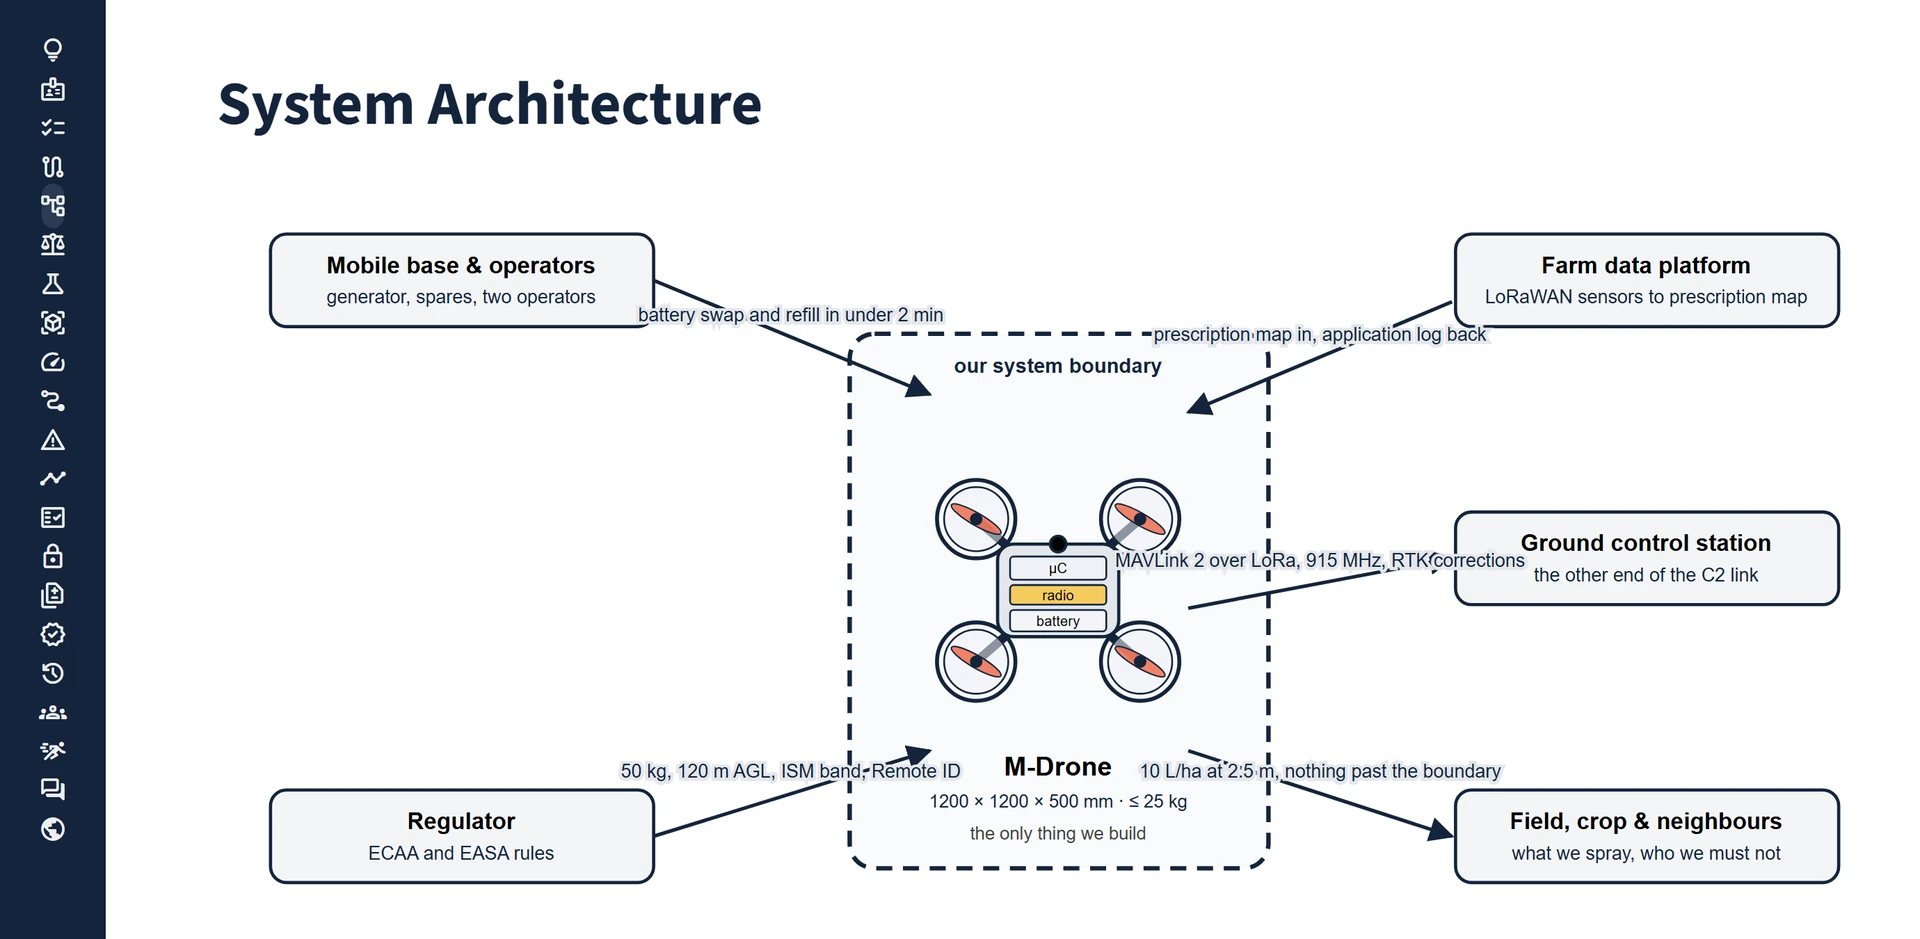 System Architecture
Mobile base & operators
generator, spares, two operators
Farm data platform
LoRaWAN sensors to prescription map
battery swap and refill in under 2 min
prescription map in, application log back
our system boundary
Ground control station
the other end of the C2 link
MAVLink 2 over LoRa, 915 MHz, RTK corrections
µC
radio
battery
50 kg, 120 m AGL, ISM band, Remote ID
M-Drone
10 L/ha at 2.5 m, nothing past the boundary
1200 × 1200 × 500 mm · ≤ 25 kg
the only thing we build
Regulator
ECAA and EASA rules
Field, crop & neighbours
what we spray, who we must not